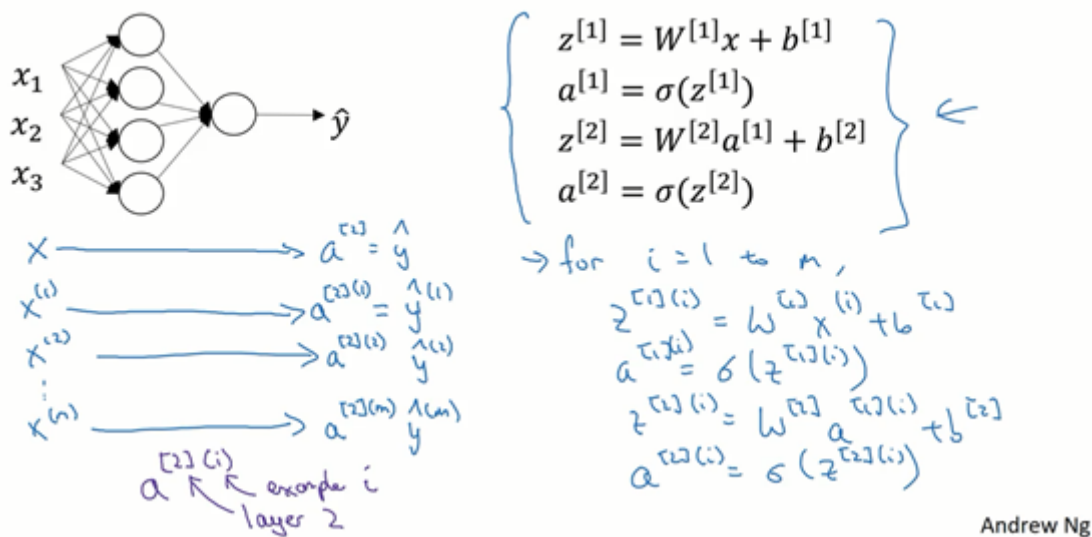 x₁
x₂
x₃
ŷ
z^[1] = W^[1]x + b^[1]
a^[1] = σ(z^[1])
z^[2] = W^[2]a^[1] + b^[2]
a^[2] = σ(z^[2])
x → a^[2] = ŷ
x^(1) → a^[2](1) = ŷ^(1)
x^(2) → a^[2](2) ŷ^(2)
⋮
x^(m) → a^[2](m) ŷ^(m)
a^[2](i)
example i
layer 2
→ for i = 1 to m,
z^[1](i) = W^[1] x^(i) + b^[1]
a^[1](i) = σ(z^[1](i))
z^[2](i) = W^[2] a^[1](i) + b^[2]
a^[2](i) = σ(z^[2](i))
Andrew Ng